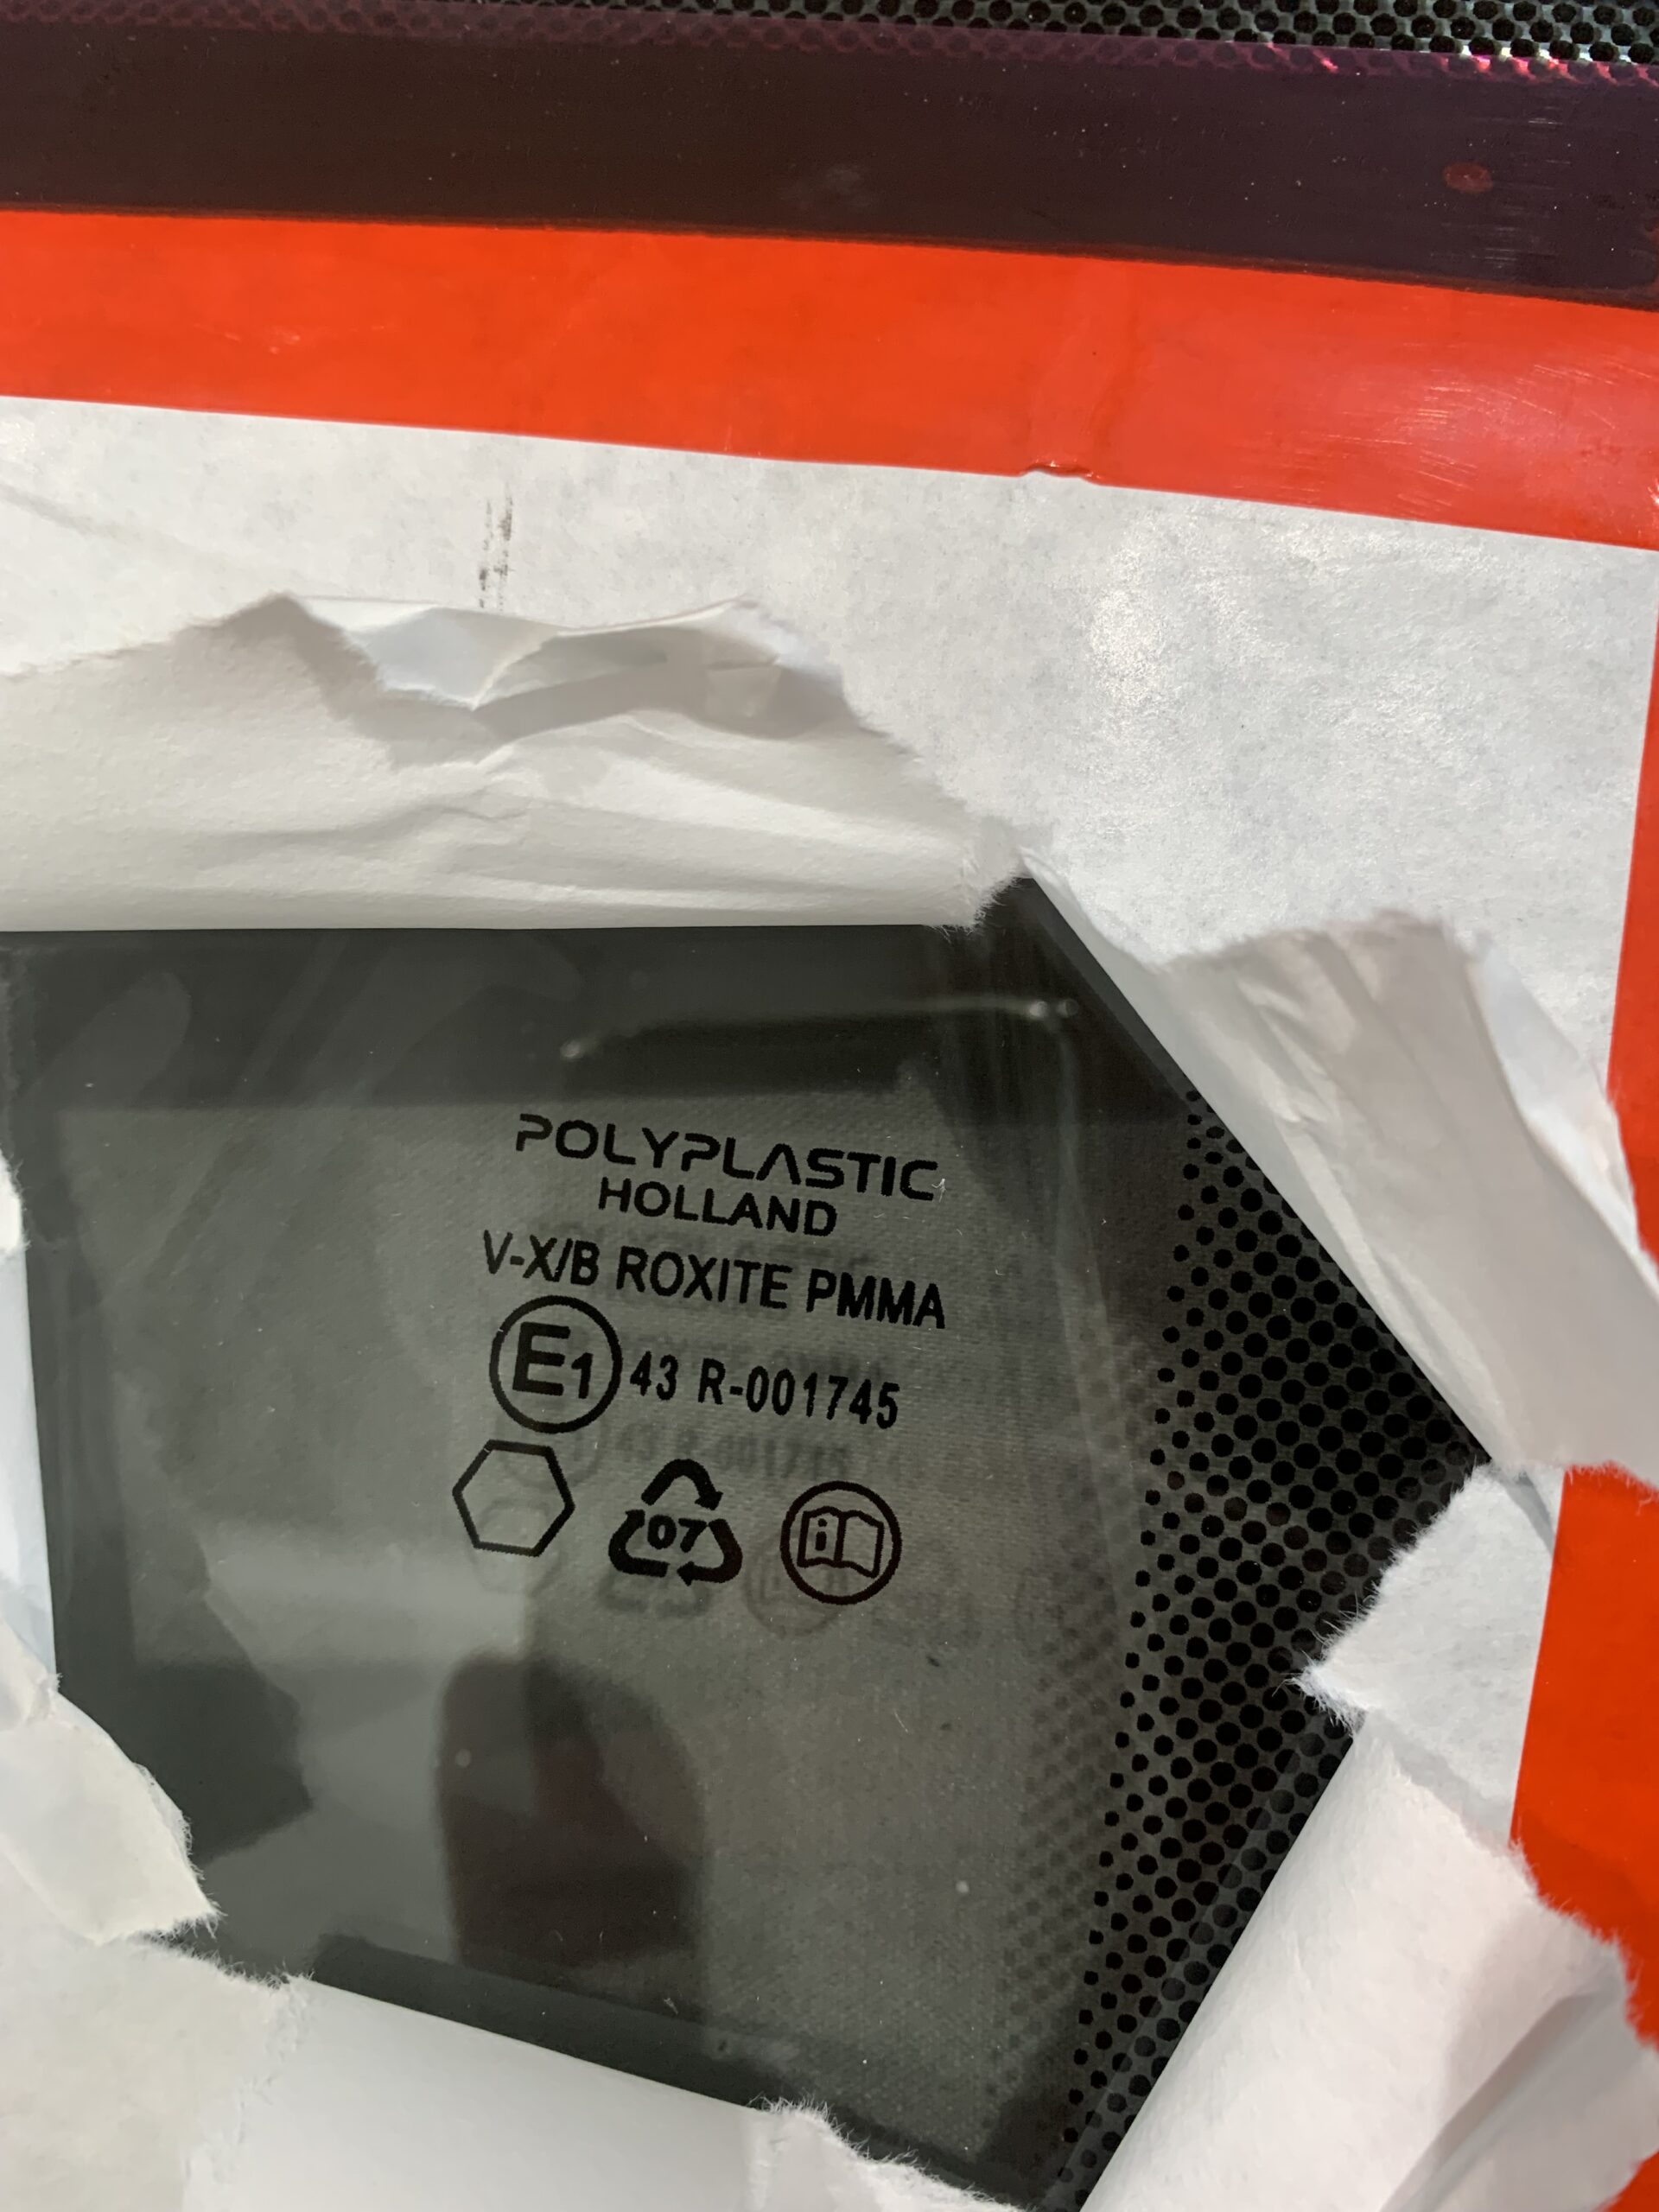 POLYPLASTIC
HOLLAND
V-X/B ROXITE PMMA
E1 43 R-001745
07 i